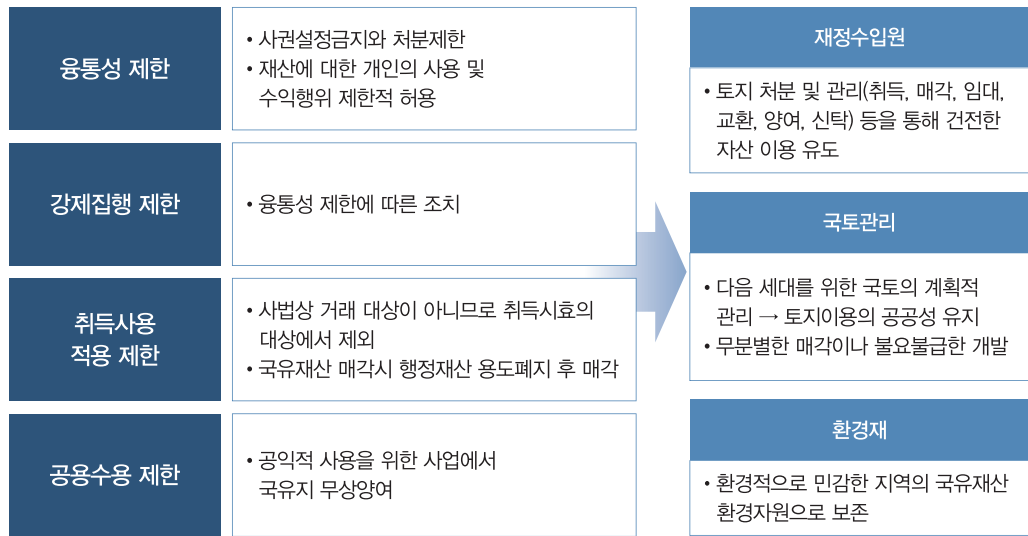 융통성 제한
• 사권설정금지와 처분제한
• 재산에 대한 개인의 사용 및
수익행위 제한적 허용
강제집행 제한
• 융통성 제한에 따른 조치
취득사용
적용 제한
• 사법상 거래 대상이 아니므로 취득시효의
대상에서 제외
• 국유재산 매각시 행정재산 용도폐지 후 매각
공용수용 제한
• 공익적 사용을 위한 사업에서
국유지 무상양여
재정수입원
• 토지 처분 및 관리(취득, 매각, 임대,
교환, 양여, 신탁) 등을 통해 건전한
자산 이용 유도
국토관리
• 다음 세대를 위한 국토의 계획적
관리 → 토지이용의 공공성 유지
• 무분별한 매각이나 불요불급한 개발
환경재
• 환경적으로 민감한 지역의 국유재산
환경자원으로 보존